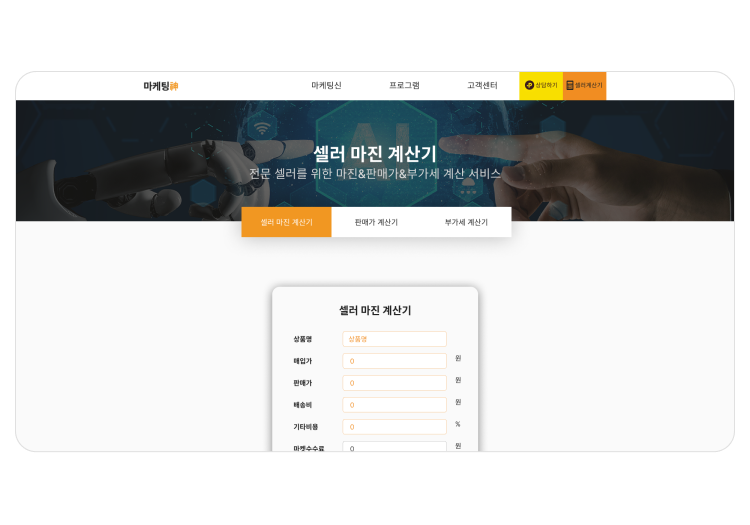 마케팅神
마케팅신 프로그램 고객센터 상담하기 셀러계산기
AI
셀러 마진 계산기
전문 셀러를 위한 마진&판매가&부가세 계산 서비스
셀러 마진 계산기 판매가 계산기 부가세 계산기
셀러 마진 계산기
상품명 상품명
매입가 0 원
판매가 0 원
배송비 0 원
기타비용 0 %
마켓수수료 0 원